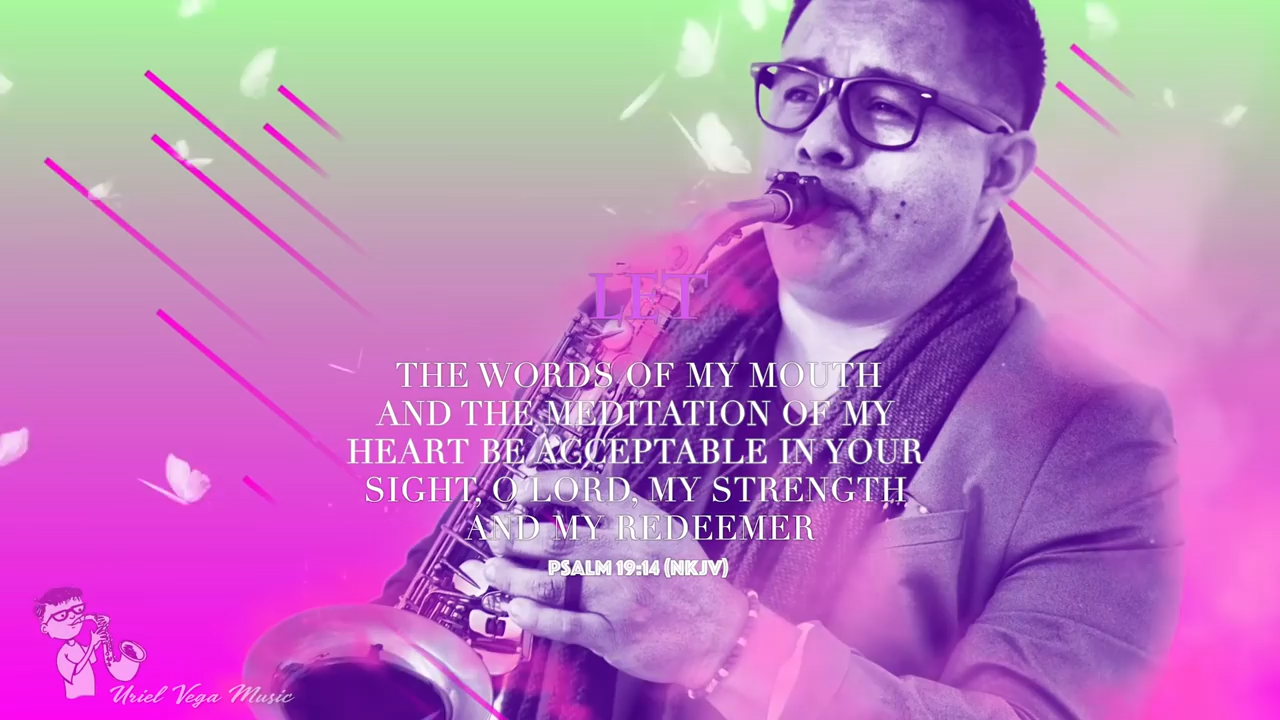 LET
THE WORDS OF MY MOUTH
AND THE MEDITATION OF MY
HEART BE ACCEPTABLE IN YOUR
SIGHT, O LORD, MY STRENGTH
AND MY REDEEMER
PSALM 19:14 (NKJV)
Uriel Vega Music